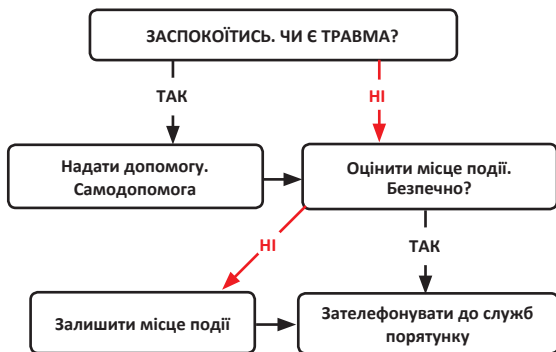 ЗАСПОКОЇТИСЬ. ЧИ Є ТРАВМА?
ТАК
НІ
Надати допомогу.
Самодопомога
Оцінити місце події.
Безпечно?
НІ
ТАК
Залишити місце події
Зателефонувати до служб
порятунку